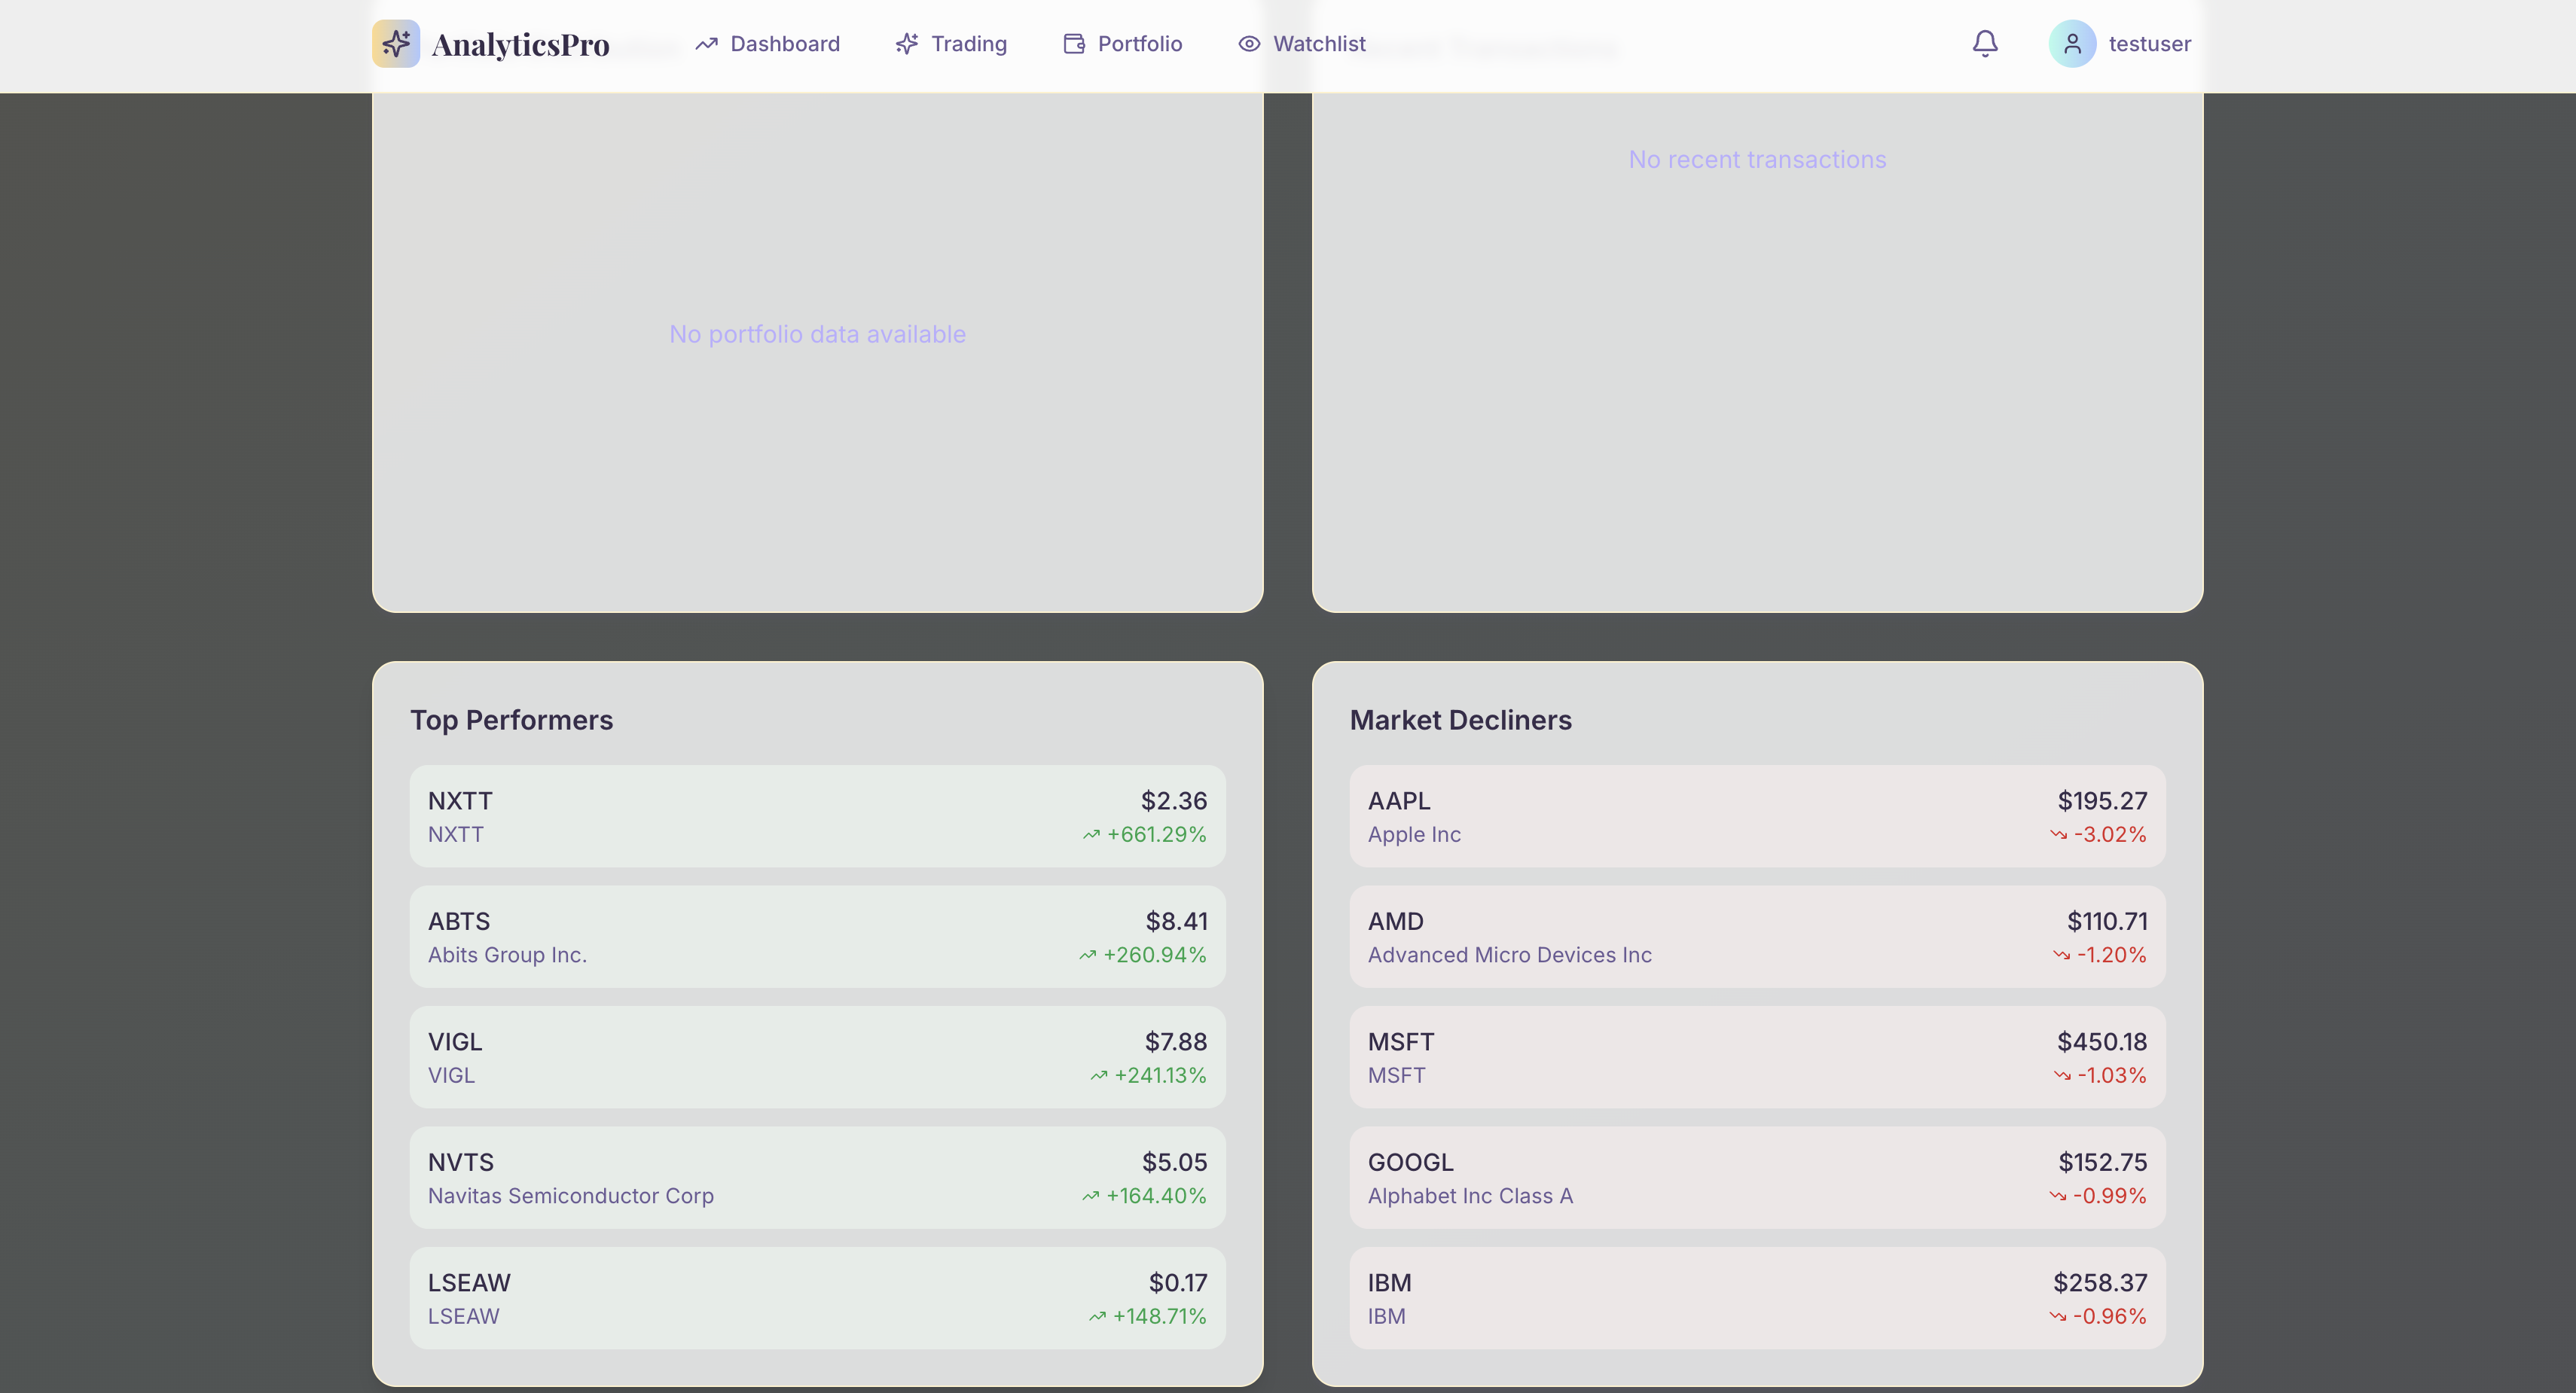 AnalyticsPro
Dashboard
Trading
Portfolio
Watchlist
testuser
No recent transactions
No portfolio data available
Top Performers
NXTT
$2.36
NXTT
+661.29%
ABTS
$8.41
Abits Group Inc.
+260.94%
VIGL
$7.88
VIGL
+241.13%
NVTS
$5.05
Navitas Semiconductor Corp
+164.40%
LSEAW
$0.17
LSEAW
+148.71%
Market Decliners
AAPL
$195.27
Apple Inc
-3.02%
AMD
$110.71
Advanced Micro Devices Inc
-1.20%
MSFT
$450.18
MSFT
-1.03%
GOOGL
$152.75
Alphabet Inc Class A
-0.99%
IBM
$258.37
IBM
-0.96%